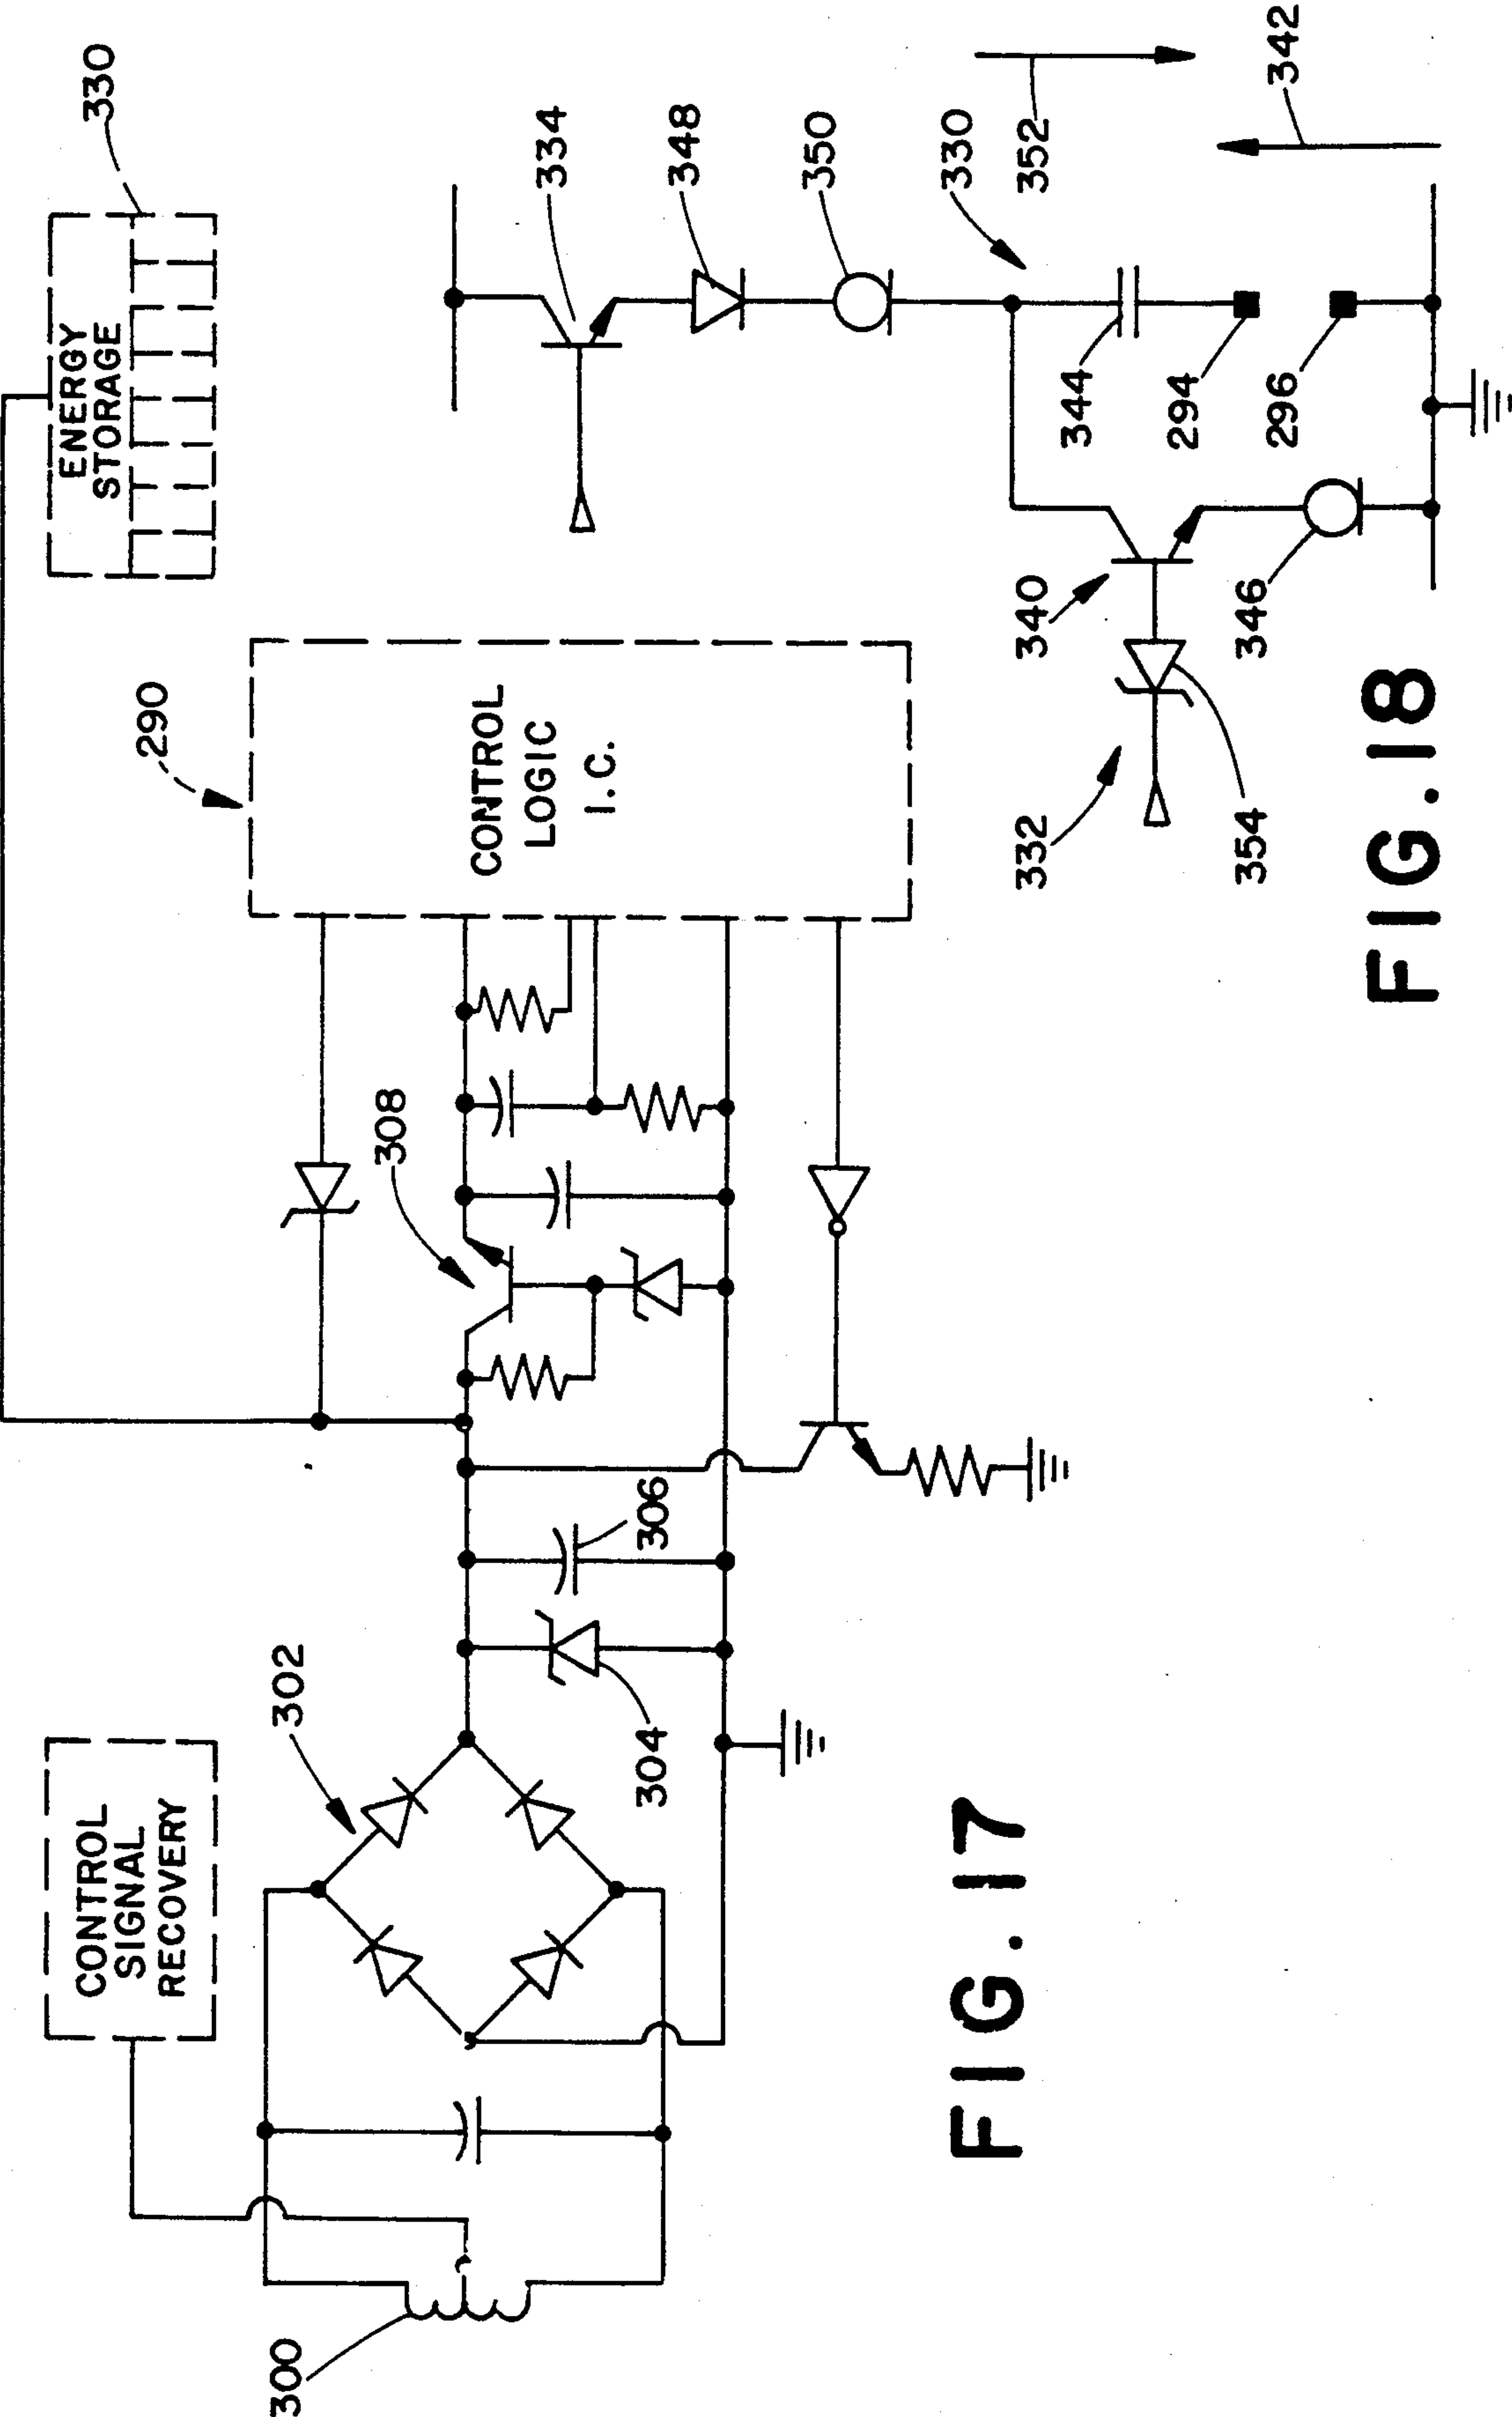 CONTROL
SIGNAL
RECOVERY
ENERGY
STORAGE
330
290
CONTROL
LOGIC
I.C.
300
302
304
306
308
FIG. 17
334
348
350
330
352
342
344
294
296
340
346
332
354
FIG. 18